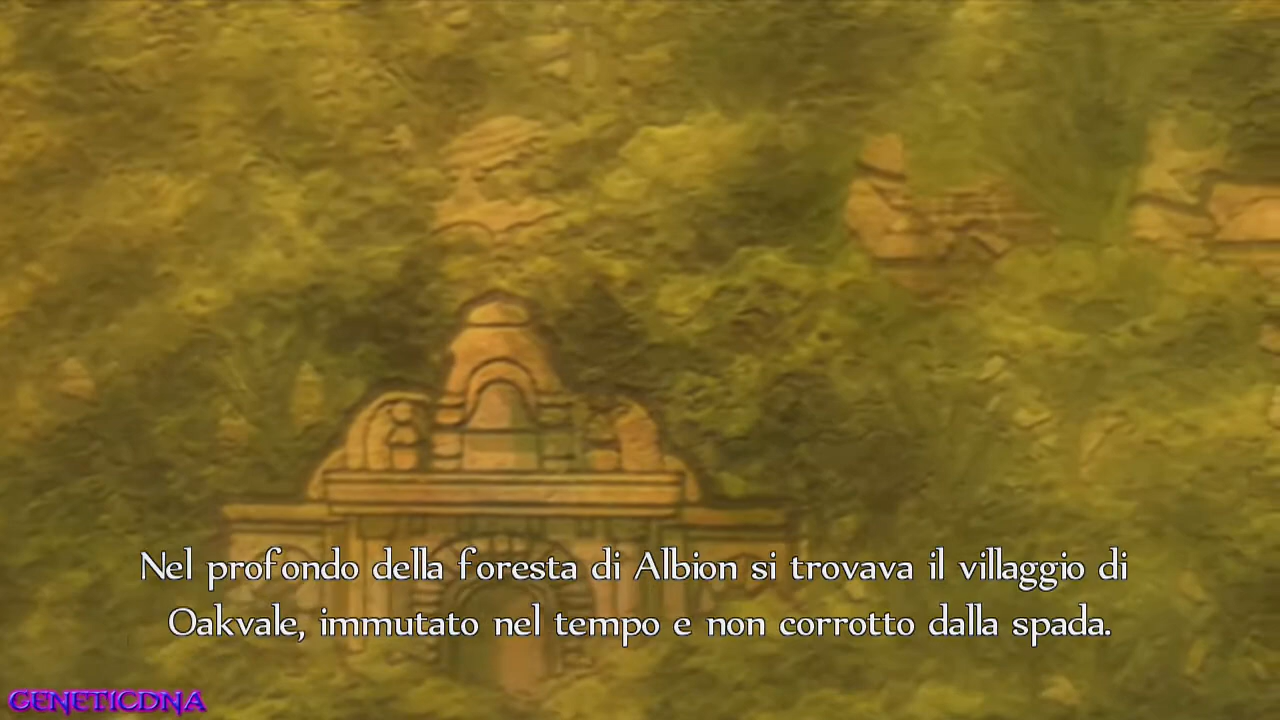 Nel profondo della foresta di Albion si trovava il villaggio di
Oakvale, immutato nel tempo e non corrotto dalla spada.
GENETICDNA